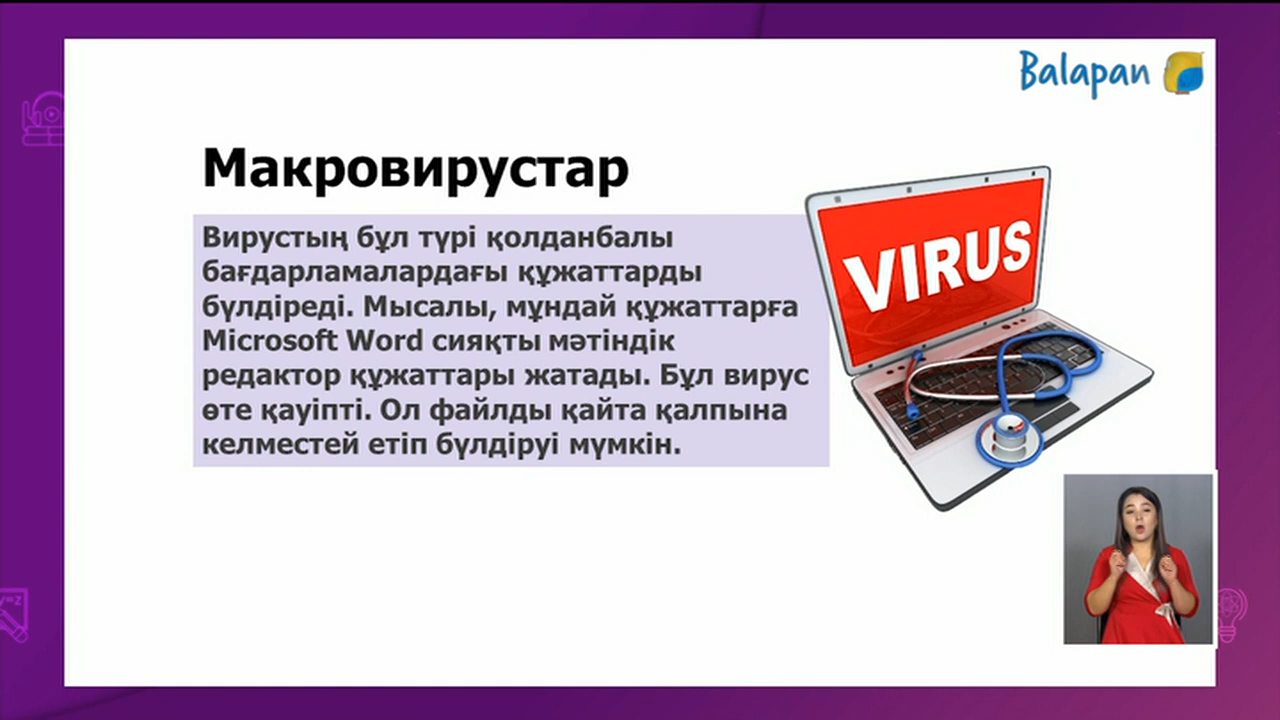 Balapan
Макровирустар
Вирустың бұл түрі қолданбалы
бағдарламалардағы құжаттарды
бүлдіреді. Мысалы, мұндай құжаттарға
Microsoft Word сияқты мәтіндік
редактор құжаттары жатады. Бұл вирус
өте қауіпті. Ол файлды қайта қалпына
келместей етіп бүлдіруі мүмкін.
VIRUS